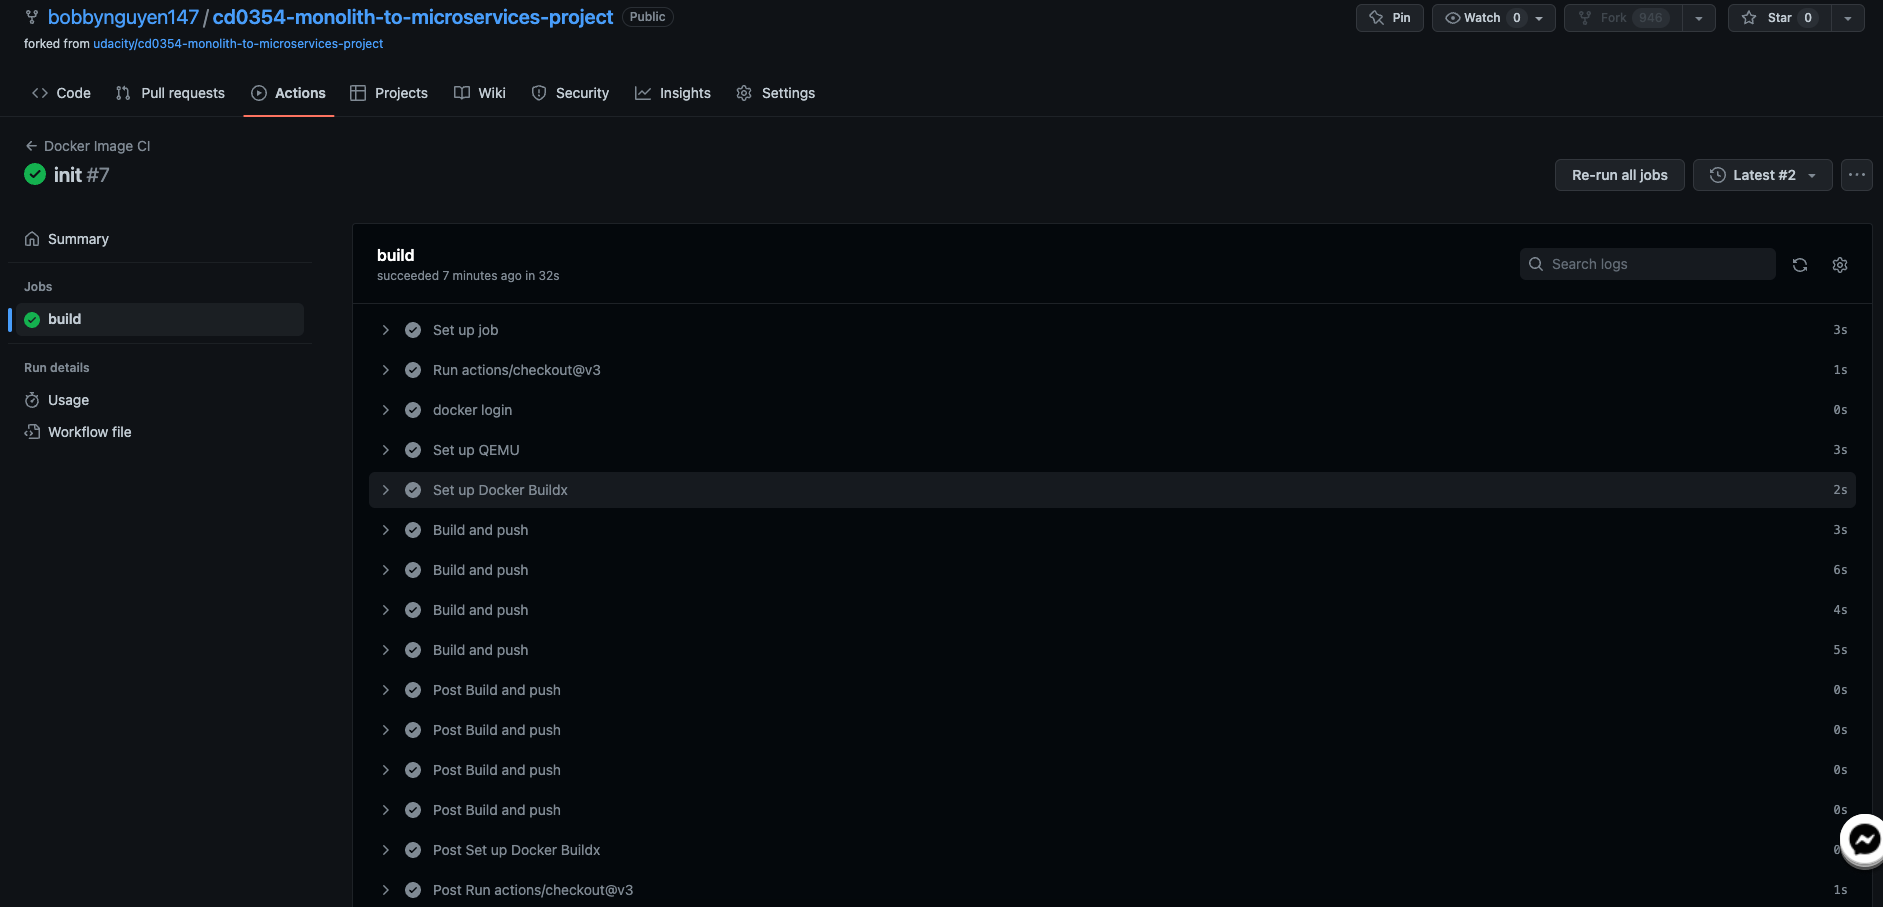 bobbynguyen147 / cd0354-monolith-to-microservices-project Public
Pin Watch 0 Fork 946 Star 0
forked from udacity/cd0354-monolith-to-microservices-project
Code Pull requests Actions Projects Wiki Security Insights Settings
Docker Image CI
init #7
Re-run all jobs Latest #2 ...
Summary
Jobs
build
Run details
Usage
Workflow file
build
succeeded 7 minutes ago in 32s
Search logs
Set up job 3s
Run actions/checkout@v3 1s
docker login 0s
Set up QEMU 3s
Set up Docker Buildx 2s
Build and push 3s
Build and push 6s
Build and push 4s
Build and push 5s
Post Build and push 0s
Post Build and push 0s
Post Build and push 0s
Post Build and push 0s
Post Set up Docker Buildx 0
Post Run actions/checkout@v3 1s